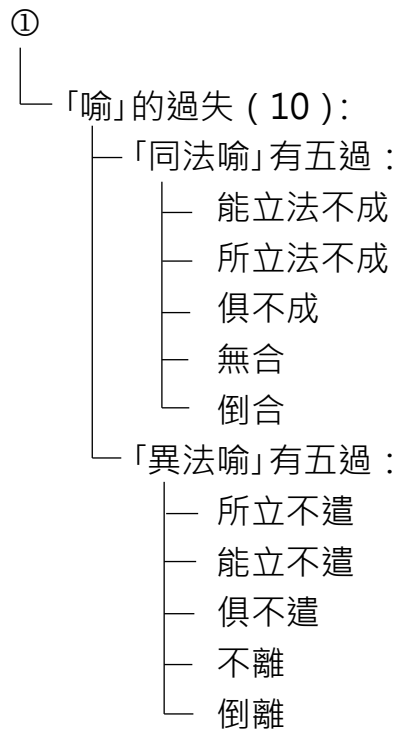 ①
「喻」的過失（10）：
「同法喻」有五過：
能立法不成
所立法不成
俱不成
無合
倒合
「異法喻」有五過：
所立不遣
能立不遣
俱不遣
不離
倒離